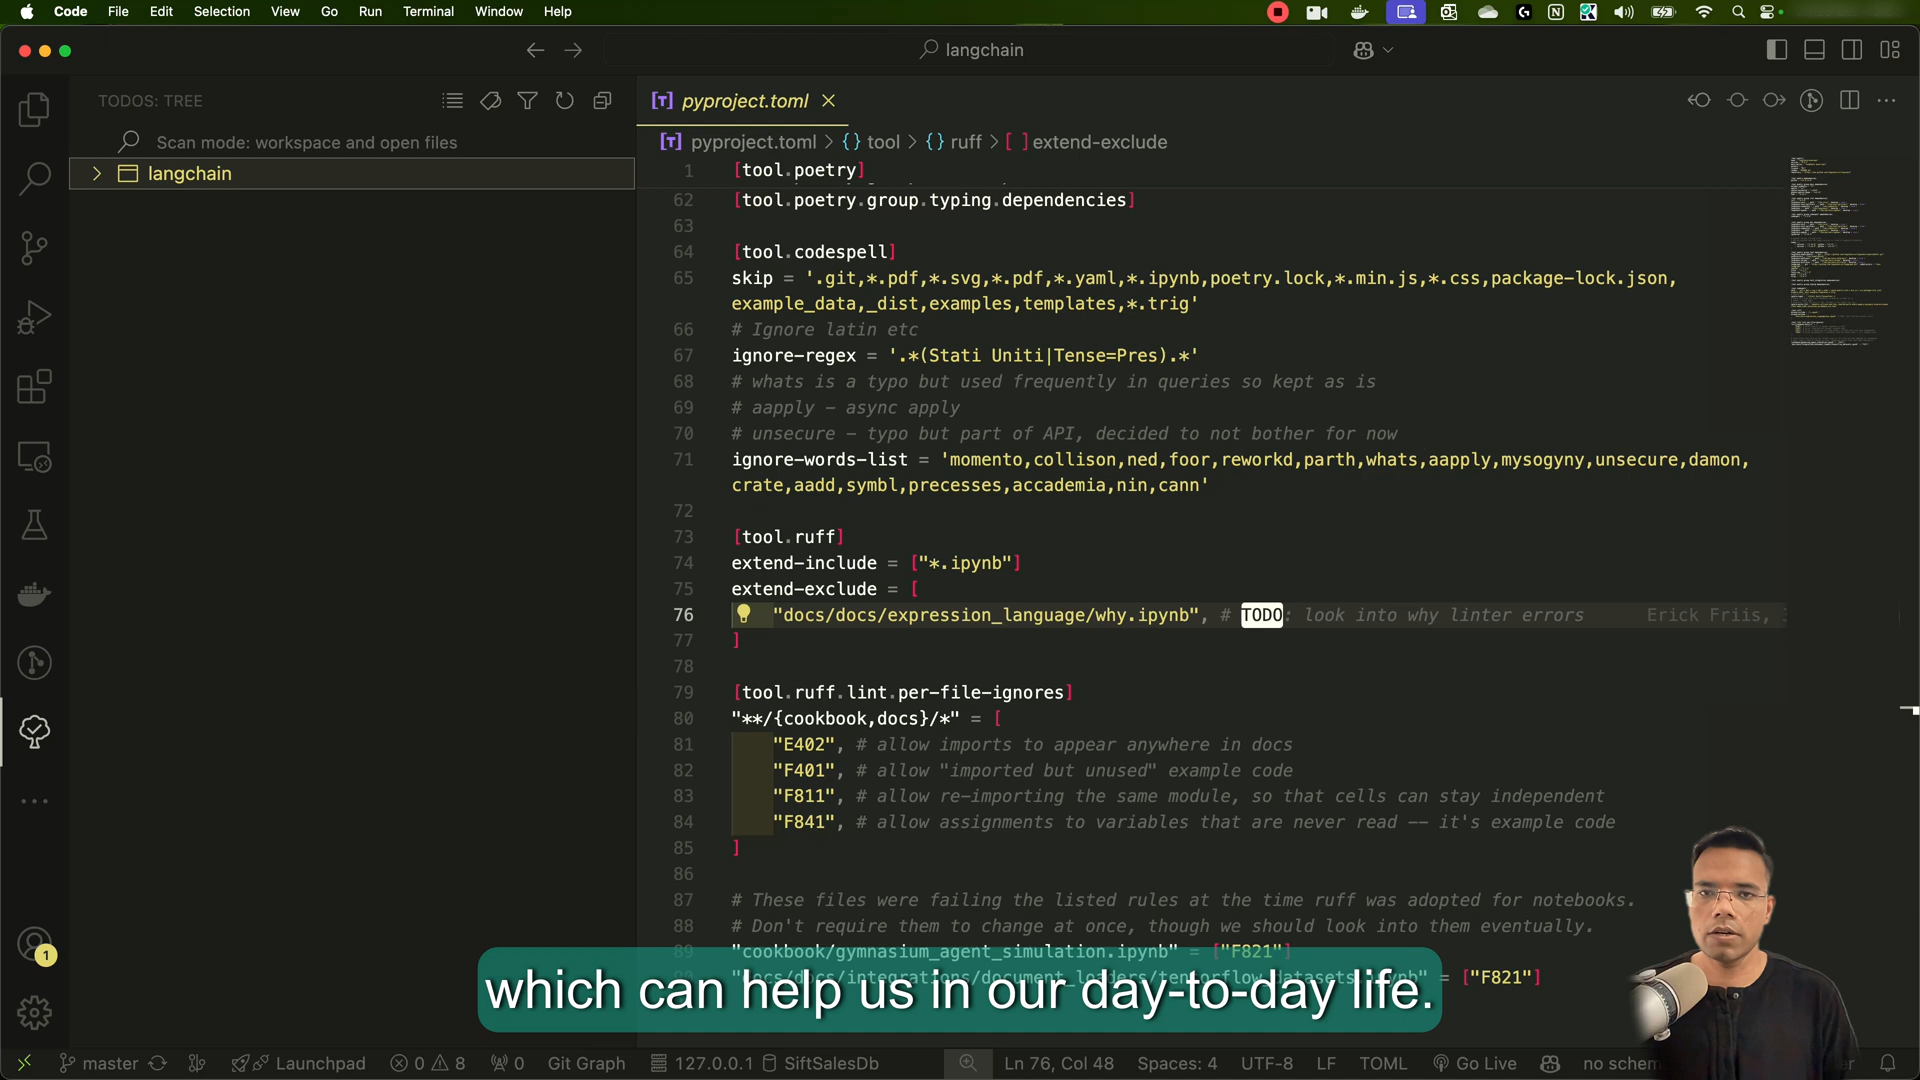 Code File Edit Selection View Go Run Terminal Window Help
langchain
TODOS: TREE
Scan mode: workspace and open files
langchain
[T] pyproject.toml
[T] pyproject.toml > {} tool > {} ruff > [ ] extend-exclude
1 [tool.poetry]
62 [tool.poetry.group.typing.dependencies]
63
64 [tool.codespell]
65 skip = '.git,*.pdf,*.svg,*.pdf,*.yaml,*.ipynb,poetry.lock,*.min.js,*.css,package-lock.json,
example_data,_dist,examples,templates,*.trig'
66 # Ignore latin etc
67 ignore-regex = '.*(Stati Uniti|Tense=Pres).*'
68 # whats is a typo but used frequently in queries so kept as is
69 # aapply - async apply
70 # unsecure - typo but part of API, decided to not bother for now
71 ignore-words-list = 'momento,collison,ned,foor,reworkd,parth,whats,aapply,mysogyny,unsecure,damon,
crate,aadd,symbl,precesses,accademia,nin,cann'
72
73 [tool.ruff]
74 extend-include = ["*.ipynb"]
75 extend-exclude = [
76 "docs/docs/expression_language/why.ipynb", # TODO: look into why linter errors Erick Friis,
77 ]
78
79 [tool.ruff.lint.per-file-ignores]
80 "**/{cookbook,docs}/*" = [
81 "E402", # allow imports to appear anywhere in docs
82 "F401", # allow "imported but unused" example code
83 "F811", # allow re-importing the same module, so that cells can stay independent
84 "F841", # allow assignments to variables that are never read -- it's example code
85 ]
86
87 # These files were failing the listed rules at the time ruff was adopted for notebooks.
88 # Don't require them to change at once, though we should look into them eventually.
89 "cookbook/gymnasium_agent_simulation.ipynb" = ["F821"]
"docs/docs/integrations/document_loaders/tensorflow_datasets.ipynb" = ["F821"]
which can help us in our day-to-day life.
1
master Launchpad 0 8 0 Git Graph 127.0.0.1 SiftSalesDb Ln 76, Col 48 Spaces: 4 UTF-8 LF TOML Go Live no schem